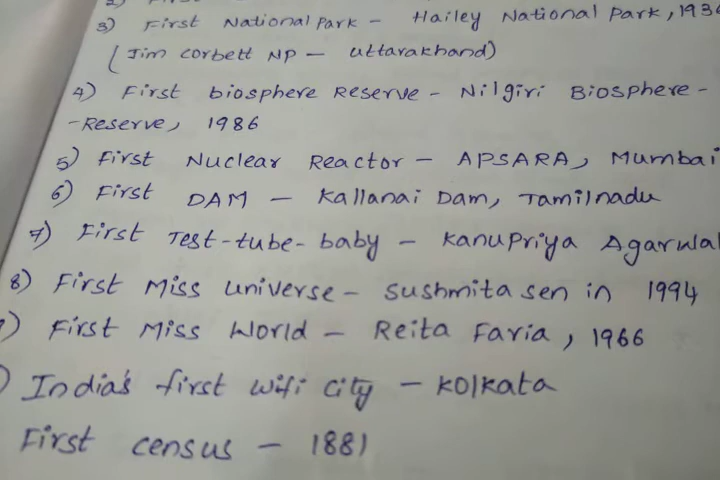 3) First National Park - Hailey National Park, 1936
(Jim Corbett NP - Uttarakhand)
4) First biosphere Reserve - Nilgiri Biosphere -
-Reserve, 1986
5) First Nuclear Reactor - APSARA, Mumbai
6) First DAM - Kallanai Dam, Tamilnadu
7) First Test-tube-baby - Kanupriya Agarwal
8) First Miss Universe - Sushmita Sen in 1994
) First Miss World - Reita Faria, 1966
) India's first wifi city - Kolkata
First census - 1881